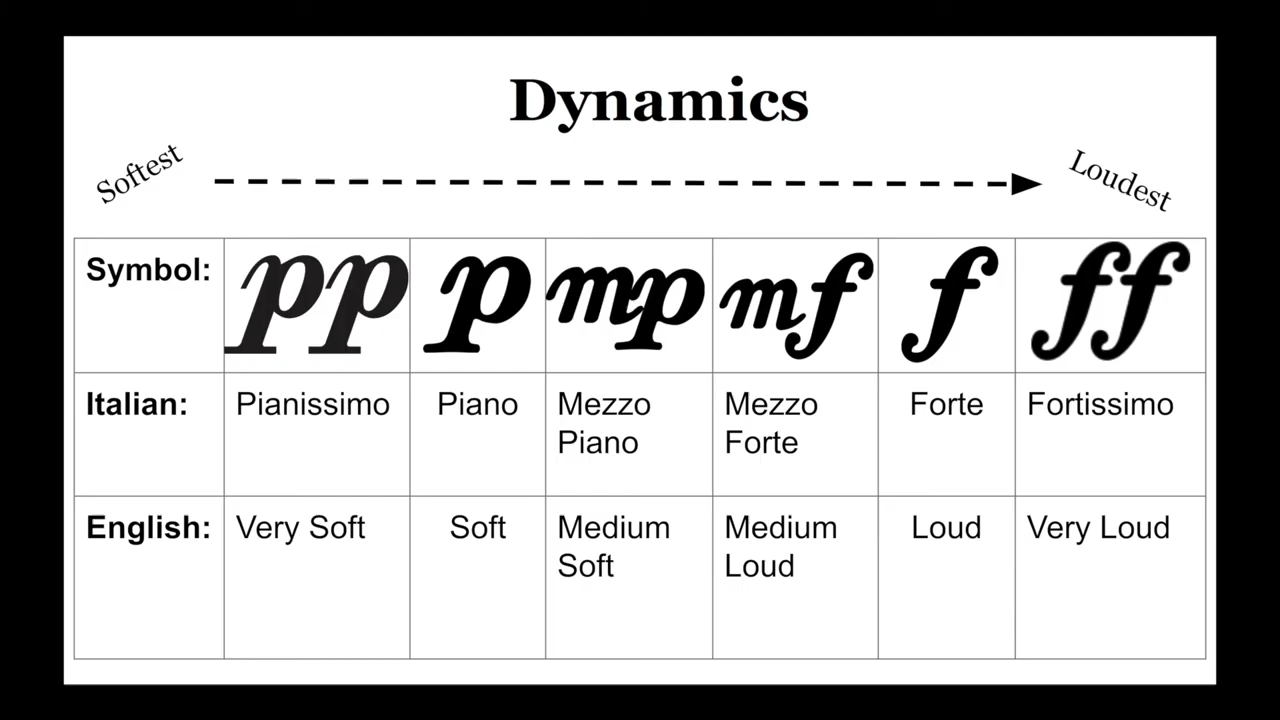 Dynamics
Softest
Loudest
Symbol: pp p mp mf f ff
Italian: Pianissimo Piano Mezzo Piano Mezzo Forte Forte Fortissimo
English: Very Soft Soft Medium Soft Medium Loud Loud Very Loud